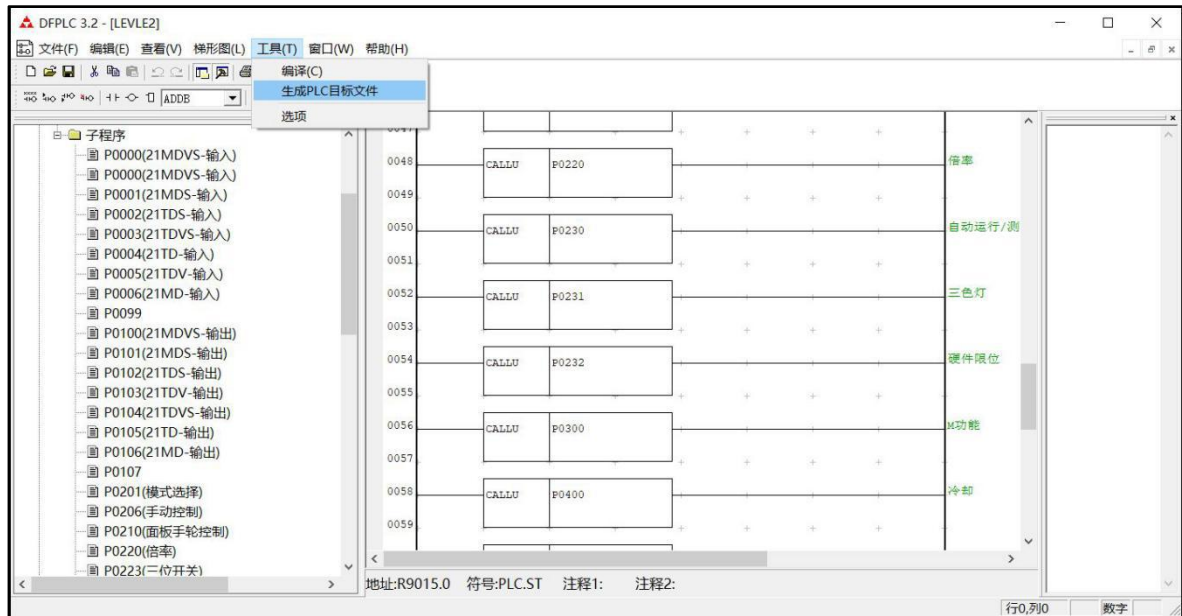 DFPLC 3.2 - [LEVLE2]
文件(F) 编辑(E) 查看(V) 梯形图(L) 工具(T) 窗口(W) 帮助(H)
编译(C)
生成PLC目标文件
选项
ADDB
子程序
P0000(21MDVS-输入)
P0000(21MDVS-输入)
P0001(21MDS-输入)
P0002(21TDS-输入)
P0003(21TDVS-输入)
P0004(21TD-输入)
P0005(21TDV-输入)
P0006(21MD-输入)
P0099
P0100(21MDVS-输出)
P0101(21MDS-输出)
P0102(21TDS-输出)
P0103(21TDV-输出)
P0104(21TDVS-输出)
P0105(21TD-输出)
P0106(21MD-输出)
P0107
P0201(模式选择)
P0206(手动控制)
P0210(面板手轮控制)
P0220(倍率)
P0223(三位开关)
0048 CALLU P0220 倍率
0049
0050 CALLU P0230 自动运行/测
0051
0052 CALLU P0231 三色灯
0053
0054 CALLU P0232 硬件限位
0055
0056 CALLU P0300 M功能
0057
0058 CALLU P0400 冷却
0059
地址:R9015.0 符号:PLC.ST 注释1: 注释2:
行0,列0 数字